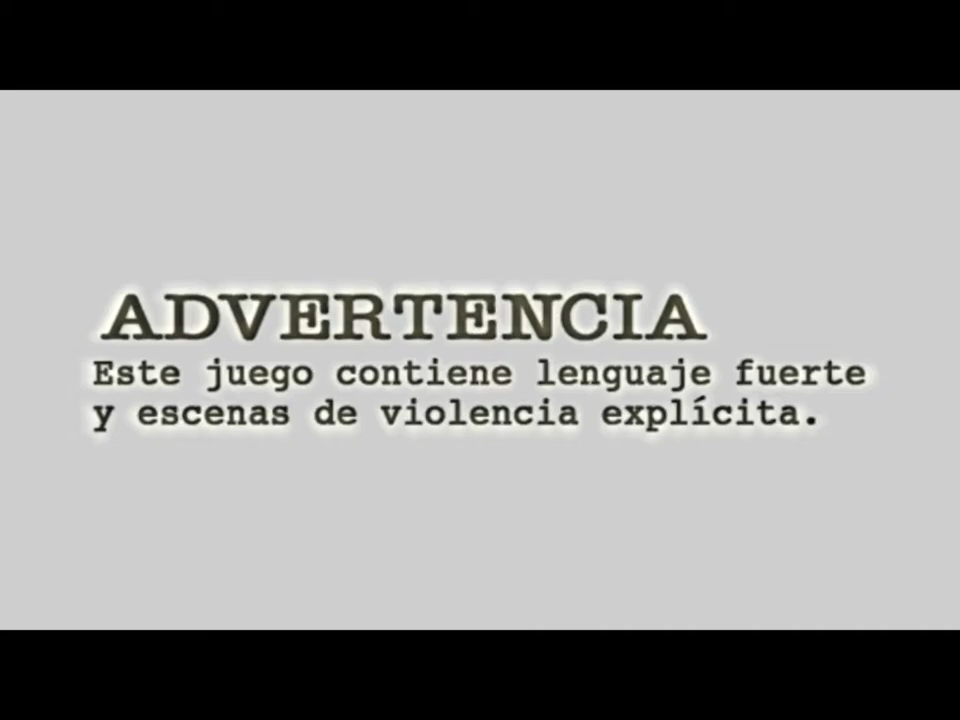 ADVERTENCIA
Este juego contiene lenguaje fuerte
y escenas de violencia explícita.